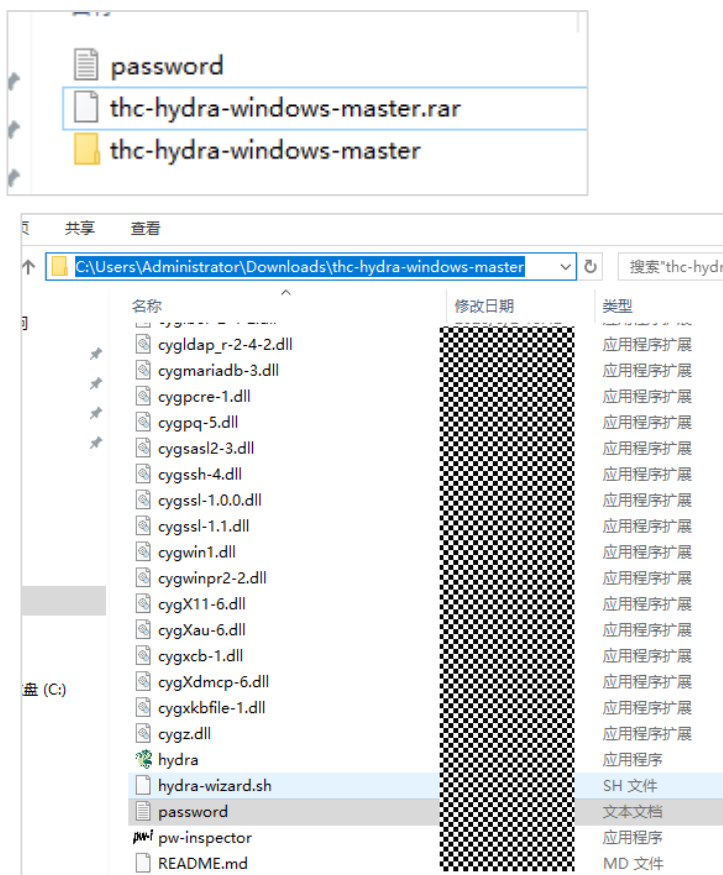 password
thc-hydra-windows-master.rar
thc-hydra-windows-master
共享 查看
C:\Users\Administrator\Downloads\thc-hydra-windows-master 搜索"thc-hydr
名称 修改日期 类型
cygldap_r-2-4-2.dll 应用程序扩展
cygmariadb-3.dll 应用程序扩展
cygpcre-1.dll 应用程序扩展
cygpq-5.dll 应用程序扩展
cygsasl2-3.dll 应用程序扩展
cygssh-4.dll 应用程序扩展
cygssl-1.0.0.dll 应用程序扩展
cygssl-1.1.dll 应用程序扩展
cygwin1.dll 应用程序扩展
cygwinpr2-2.dll 应用程序扩展
cygX11-6.dll 应用程序扩展
cygXau-6.dll 应用程序扩展
cygxcb-1.dll 应用程序扩展
盘 (C:) cygXdmcp-6.dll 应用程序扩展
cygxkbfile-1.dll 应用程序扩展
cygz.dll 应用程序扩展
hydra 应用程序
hydra-wizard.sh SH 文件
password 文本文档
pw-inspector 应用程序
README.md MD 文件